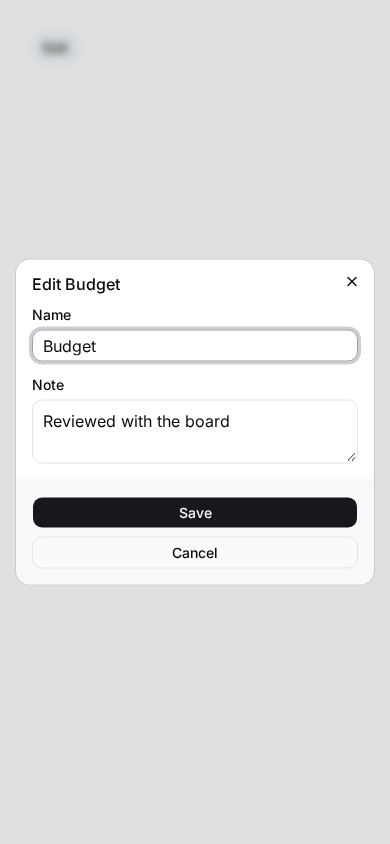 Edit Budget
Name
Budget
Note
Reviewed with the board
Save
Cancel